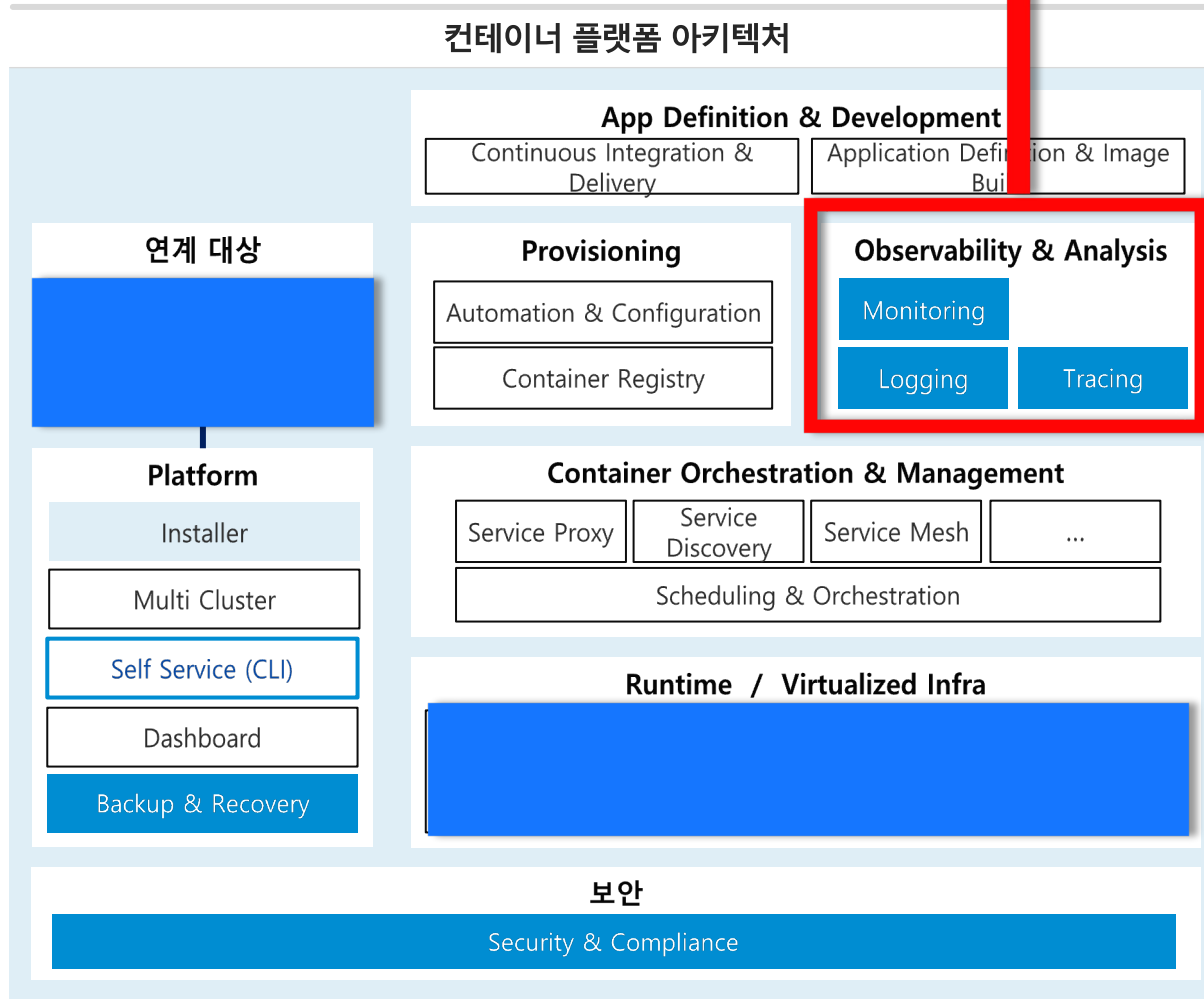 컨테이너 플랫폼 아키텍처
App Definition & Development
Continuous Integration &
Delivery
Application & Image
연계 대상
Provisioning
Automation & Configuration
Container Registry
Observability & Analysis
Monitoring
Logging
Tracing
Platform
Installer
Multi Cluster
Self Service (CLI)
Dashboard
Backup & Recovery
Container Orchestration & Management
Service Proxy
Service
Discovery
Service Mesh
...
Scheduling & Orchestration
Runtime / Virtualized Infra
보안
Security & Compliance